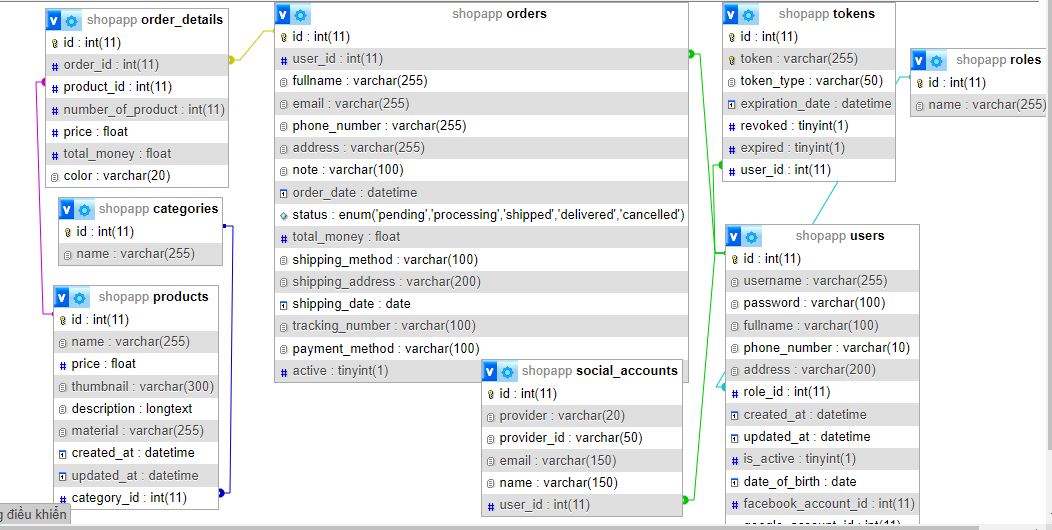 shopapp order_details
id : int(11)
order_id : int(11)
product_id : int(11)
number_of_product : int(11)
price : float
total_money : float
color : varchar(20)
shopapp categories
id : int(11)
name : varchar(255)
shopapp products
id : int(11)
name : varchar(255)
price : float
thumbnail : varchar(300)
description : longtext
material : varchar(255)
created_at : datetime
updated_at : datetime
category_id : int(11)
g điều khiển
shopapp orders
id : int(11)
user_id : int(11)
fullname : varchar(255)
email : varchar(255)
phone_number : varchar(255)
address : varchar(255)
note : varchar(100)
order_date : datetime
status : enum('pending','processing','shipped','delivered','cancelled')
total_money : float
shipping_method : varchar(100)
shipping_address : varchar(200)
shipping_date : date
tracking_number : varchar(100)
payment_method : varchar(100)
active : tinyint(1)
shopapp social_accounts
id : int(11)
provider : varchar(20)
provider_id : varchar(50)
email : varchar(150)
name : varchar(150)
user_id : int(11)
shopapp tokens
id : int(11)
token : varchar(255)
token_type : varchar(50)
expiration_date : datetime
revoked : tinyint(1)
expired : tinyint(1)
user_id : int(11)
shopapp roles
id : int(11)
name : varchar(255)
shopapp users
id : int(11)
username : varchar(255)
password : varchar(100)
fullname : varchar(100)
phone_number : varchar(10)
address : varchar(200)
role_id : int(11)
created_at : datetime
updated_at : datetime
is_active : tinyint(1)
date_of_birth : date
facebook_account_id : int(11)
google_account_id : int(11)